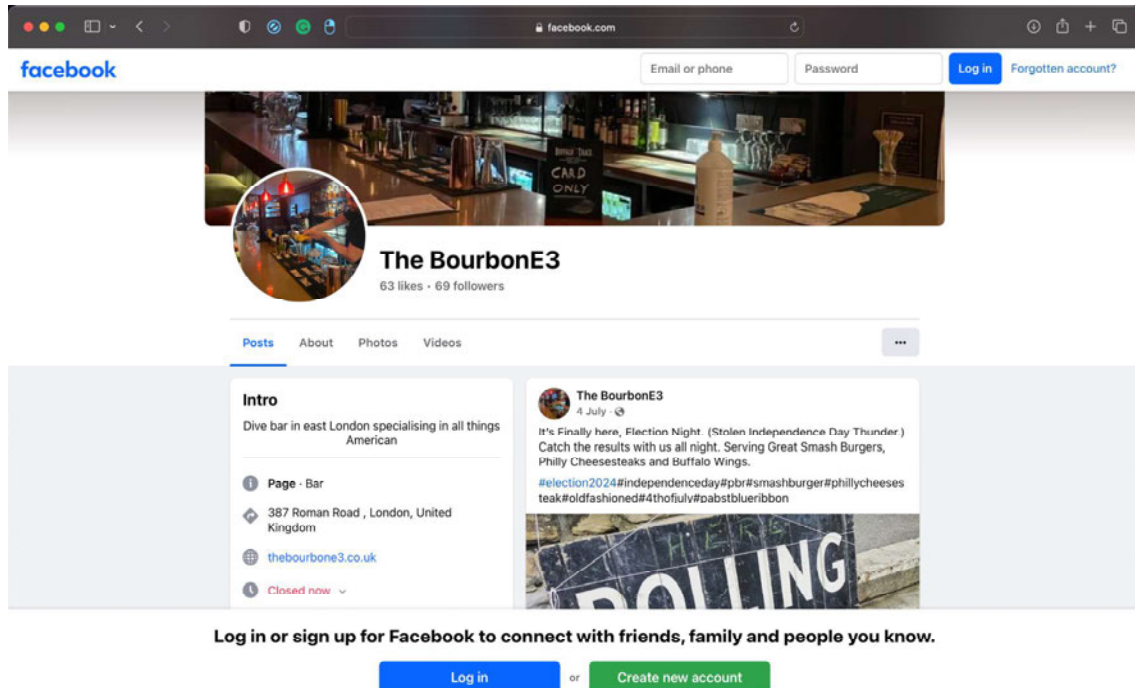 facebook.com
facebook
Email or phone
Password
Log in
Forgotten account?
CARD
ONLY
The BourbonE3
63 likes · 69 followers
Posts
About
Photos
Videos
Intro
Dive bar in east London specialising in all things
American
Page · Bar
387 Roman Road , London, United
Kingdom
thebourbone3.co.uk
Closed now
The BourbonE3
4 July
It's Finally here, Election Night. (Stolen Independence Day Thunder.)
Catch the results with us all night. Serving Great Smash Burgers,
Philly Cheesesteaks and Buffalo Wings.
#election2024#independenceday#pbr#smashburger#phillycheeses
teak#oldfashioned#4thofjuly#pabstblueribbon
HERE
POLLING
Log in or sign up for Facebook to connect with friends, family and people you know.
Log in
or
Create new account